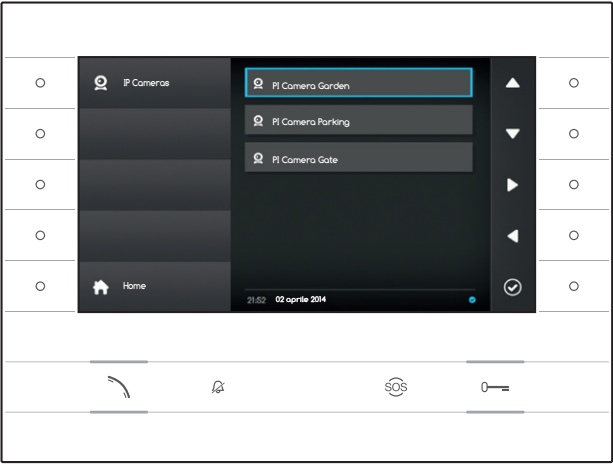 IP Cameras
PI Camera Garden
PI Camera Parking
PI Camera Gate
Home
21:52 02 aprile 2014
SOS